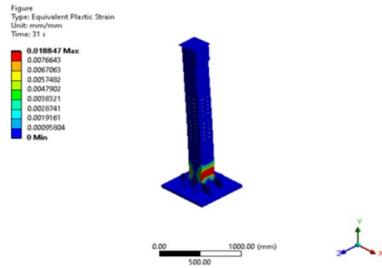 Figure
Type: Equivalent Plastic Strain
Unit: mm/mm
Time: 31 s
0.018847 Max
0.0076643
0.0067063
0.0057482
0.0047902
0.0038321
0.0028741
0.0019161
0.00095804
0 Min
0.00 1000.00 (mm)
500.00
Y
Z X